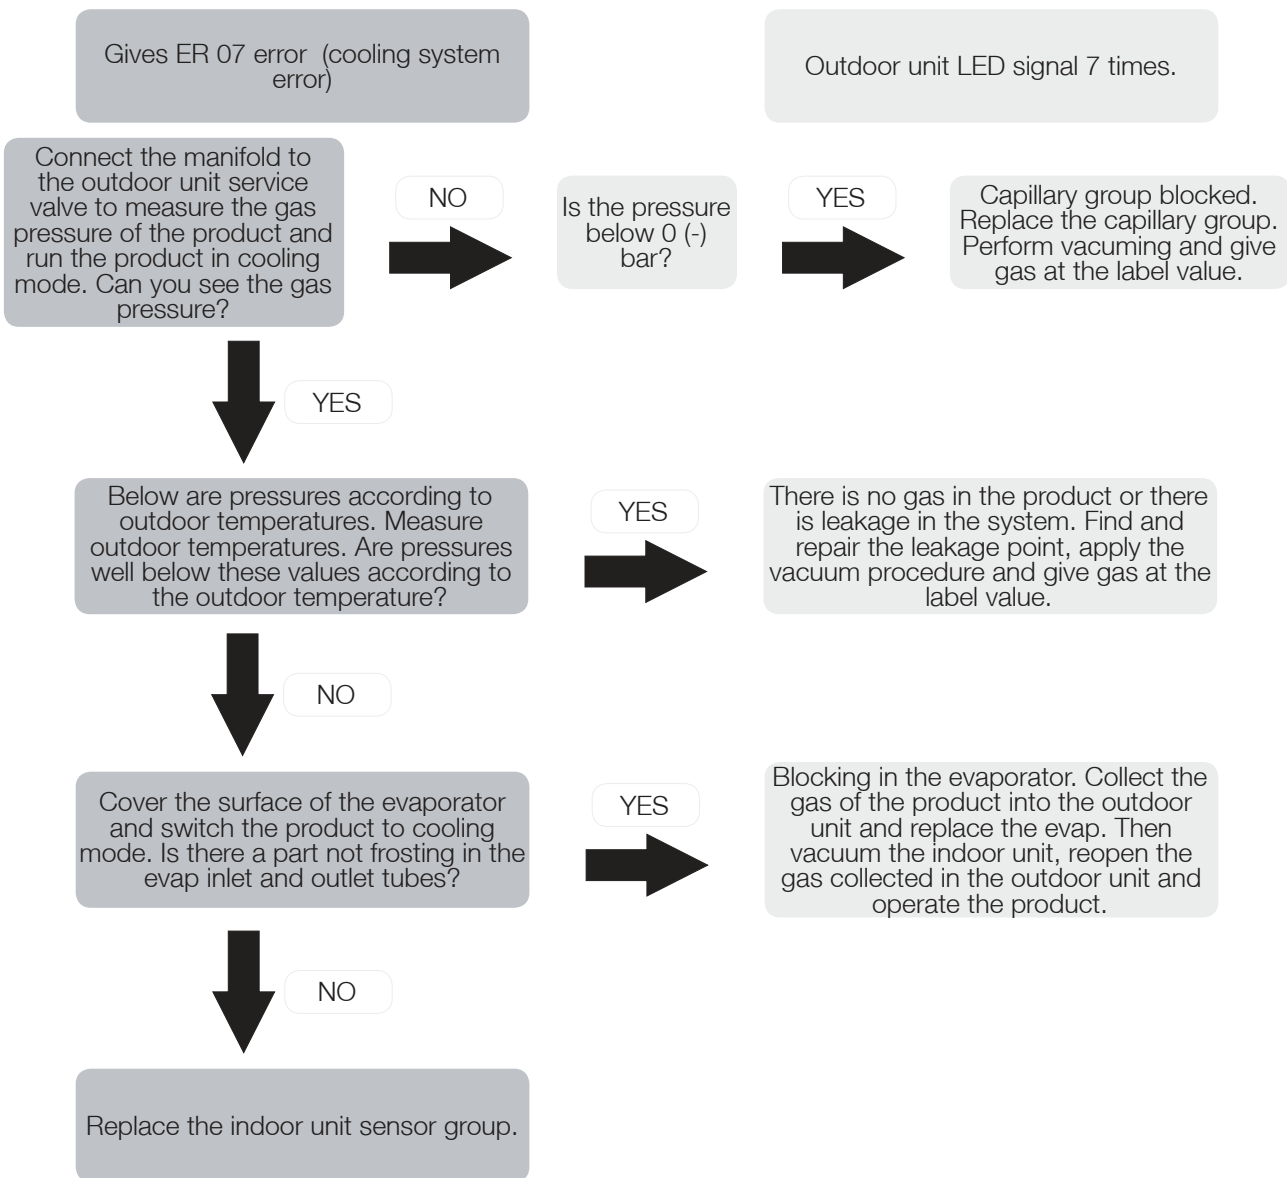 Gives ER 07 error  (cooling system
error)
Outdoor unit LED signal 7 times.
Connect the manifold to
the outdoor unit service
valve to measure the gas
pressure of the product and
run the product in cooling
mode. Can you see the gas
pressure?
NO
Is the pressure
below 0 (-)
bar?
YES
Capillary group blocked.
Replace the capillary group.
Perform vacuming and give
gas at the label value.
YES
Below are pressures according to
outdoor temperatures. Measure
outdoor temperatures. Are pressures
well below these values according to
the outdoor temperature?
YES
There is no gas in the product or there
is leakage in the system. Find and
repair the leakage point, apply the
vacuum procedure and give gas at the
label value.
NO
Cover the surface of the evaporator
and switch the product to cooling
mode. Is there a part not frosting in the
evap inlet and outlet tubes?
YES
Blocking in the evaporator. Collect the
gas of the product into the outdoor
unit and replace the evap. Then
vacuum the indoor unit, reopen the
gas collected in the outdoor unit and
operate the product.
NO
Replace the indoor unit sensor group.